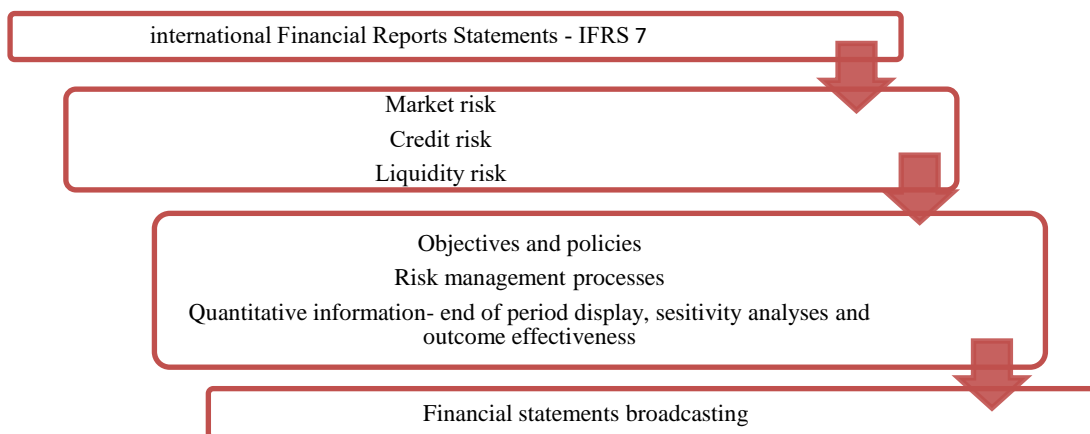 international Financial Reports Statements - IFRS 7
Market risk
Credit risk
Liquidity risk
Objectives and policies
Risk management processes
Quantitative information- end of period display, sesitivity analyses and
outcome effectiveness
Financial statements broadcasting